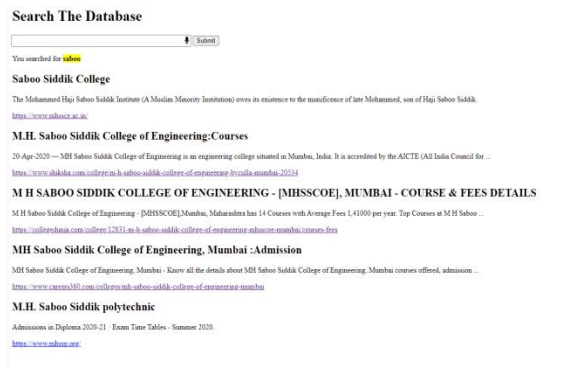 Search The Database
Submit
You searched for saboo
Saboo Siddik College
The Mohammed Haji Saboo Siddik Institute (A Muslim Minority Institution) owes its existence to the munificence of late Mohammed, son of Haji Saboo Siddik.
https://www.mhssce.ac.in/
M.H. Saboo Siddik College of Engineering:Courses
20-Apr-2020 — MH Saboo Siddik College of Engineering is an engineering college situated in Mumbai, India. It is accredited by the AICTE (All India Council for ...
https://www.shiksha.com/college/m-h-saboo-siddik-college-of-engineering-byculla-mumbai-20534
M H SABOO SIDDIK COLLEGE OF ENGINEERING - [MHSSCOE], MUMBAI - COURSE & FEES DETAILS
M H Saboo Siddik College of Engineering - [MHSSCOE],Mumbai, Maharashtra has 14 Courses with Average Fees 1,41000 per year. Top Courses at M H Saboo ...
https://collegedunia.com/college/12831-m-h-saboo-siddik-college-of-engineering-mhsscoe-mumbai/courses-fees
MH Saboo Siddik College of Engineering, Mumbai :Admission
MH Saboo Siddik College of Engineering, Mumbai - Know all the details about MH Saboo Siddik College of Engineering, Mumbai courses offered, admission ...
https://www.careers360.com/colleges/mh-saboo-siddik-college-of-engineering-mumbai
M.H. Saboo Siddik polytechnic
Admissions in Diploma 2020-21 · Exam Time Tables - Summer 2020.
https://www.mhssp.org/